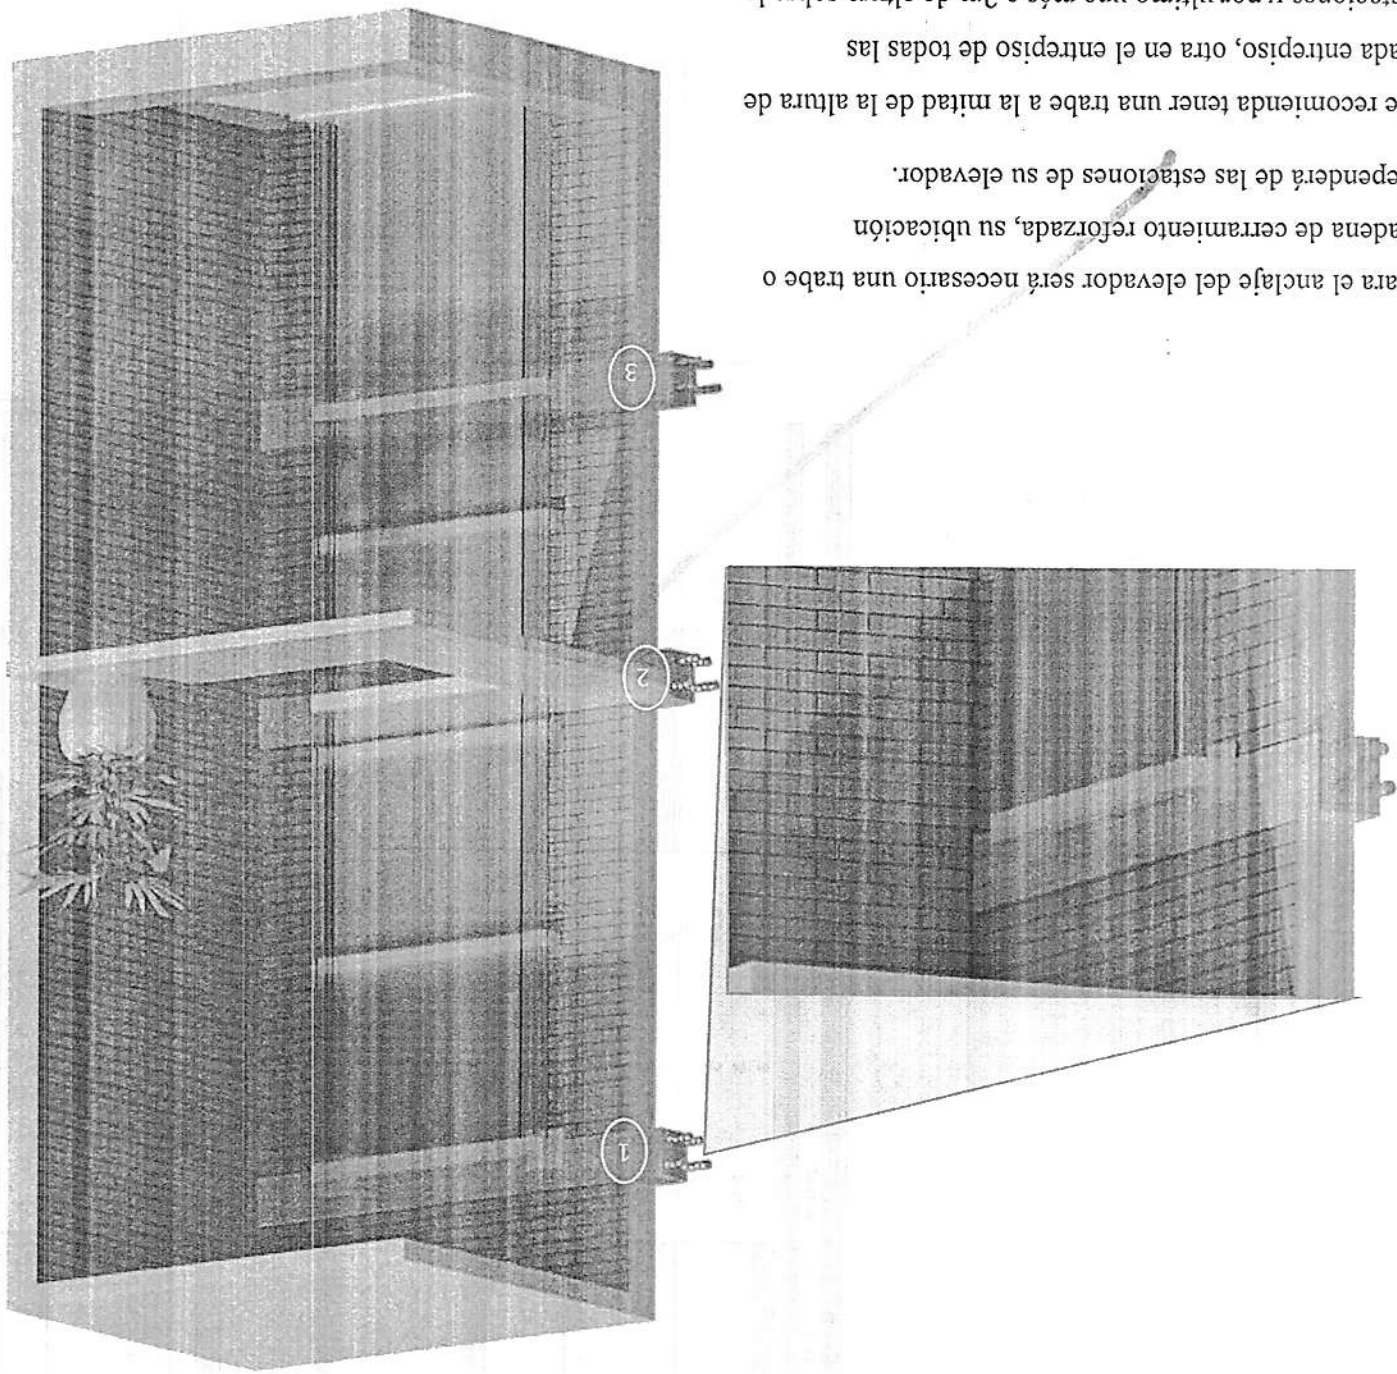 ara el anclaje del elevador será necesario una trabe o
adena de cerramiento reforzada, su ubicación
ependerá de las estaciones de su elevador.
e recomienda tener una trabe a la mitad de la altura de
ada entrepiso, otra en el entrepiso de todas las
1
2
3